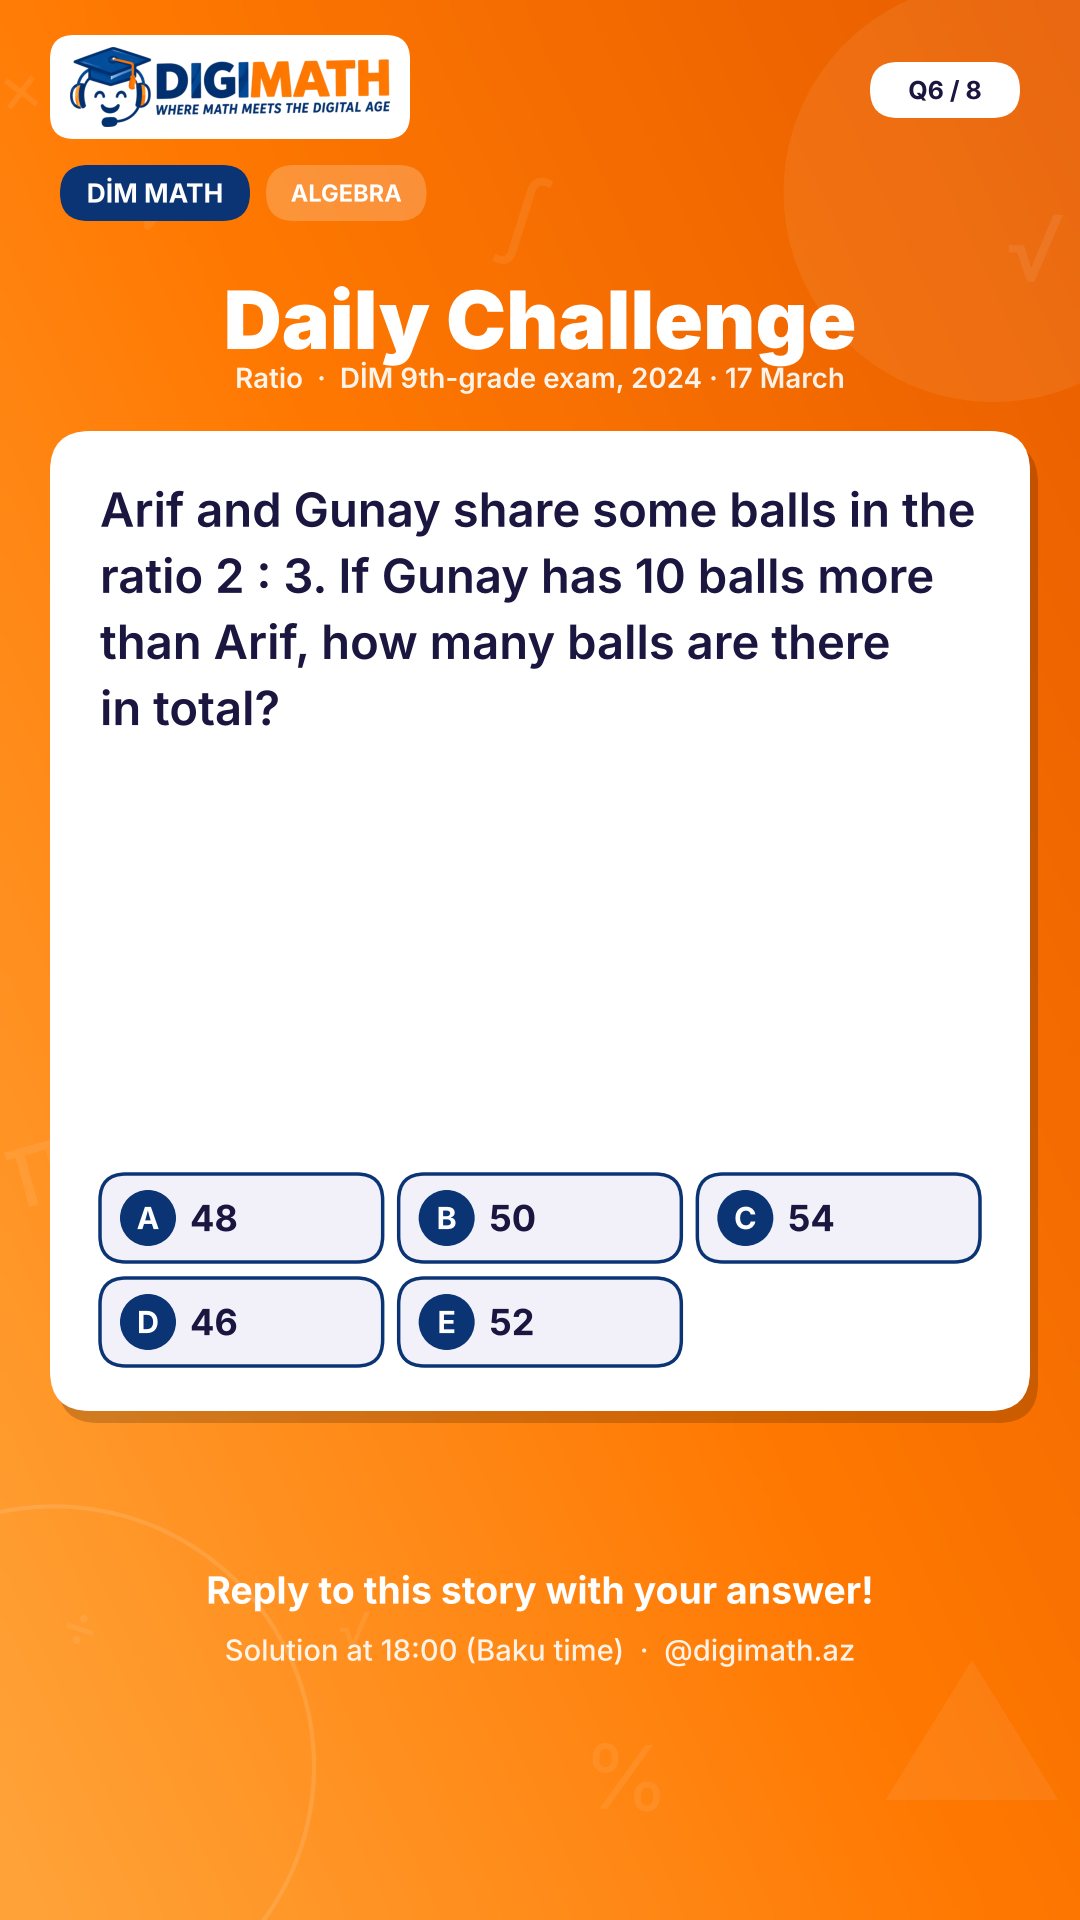 DIGIMATH
WHERE MATH MEETS THE DIGITAL AGE
Q6 / 8
DİM MATH
ALGEBRA
Daily Challenge
Ratio · DİM 9th-grade exam, 2024 · 17 March
Arif and Gunay share some balls in the
ratio 2 : 3. If Gunay has 10 balls more
than Arif, how many balls are there
in total?
A 48
B 50
C 54
D 46
E 52
Reply to this story with your answer!
Solution at 18:00 (Baku time) · @digimath.az